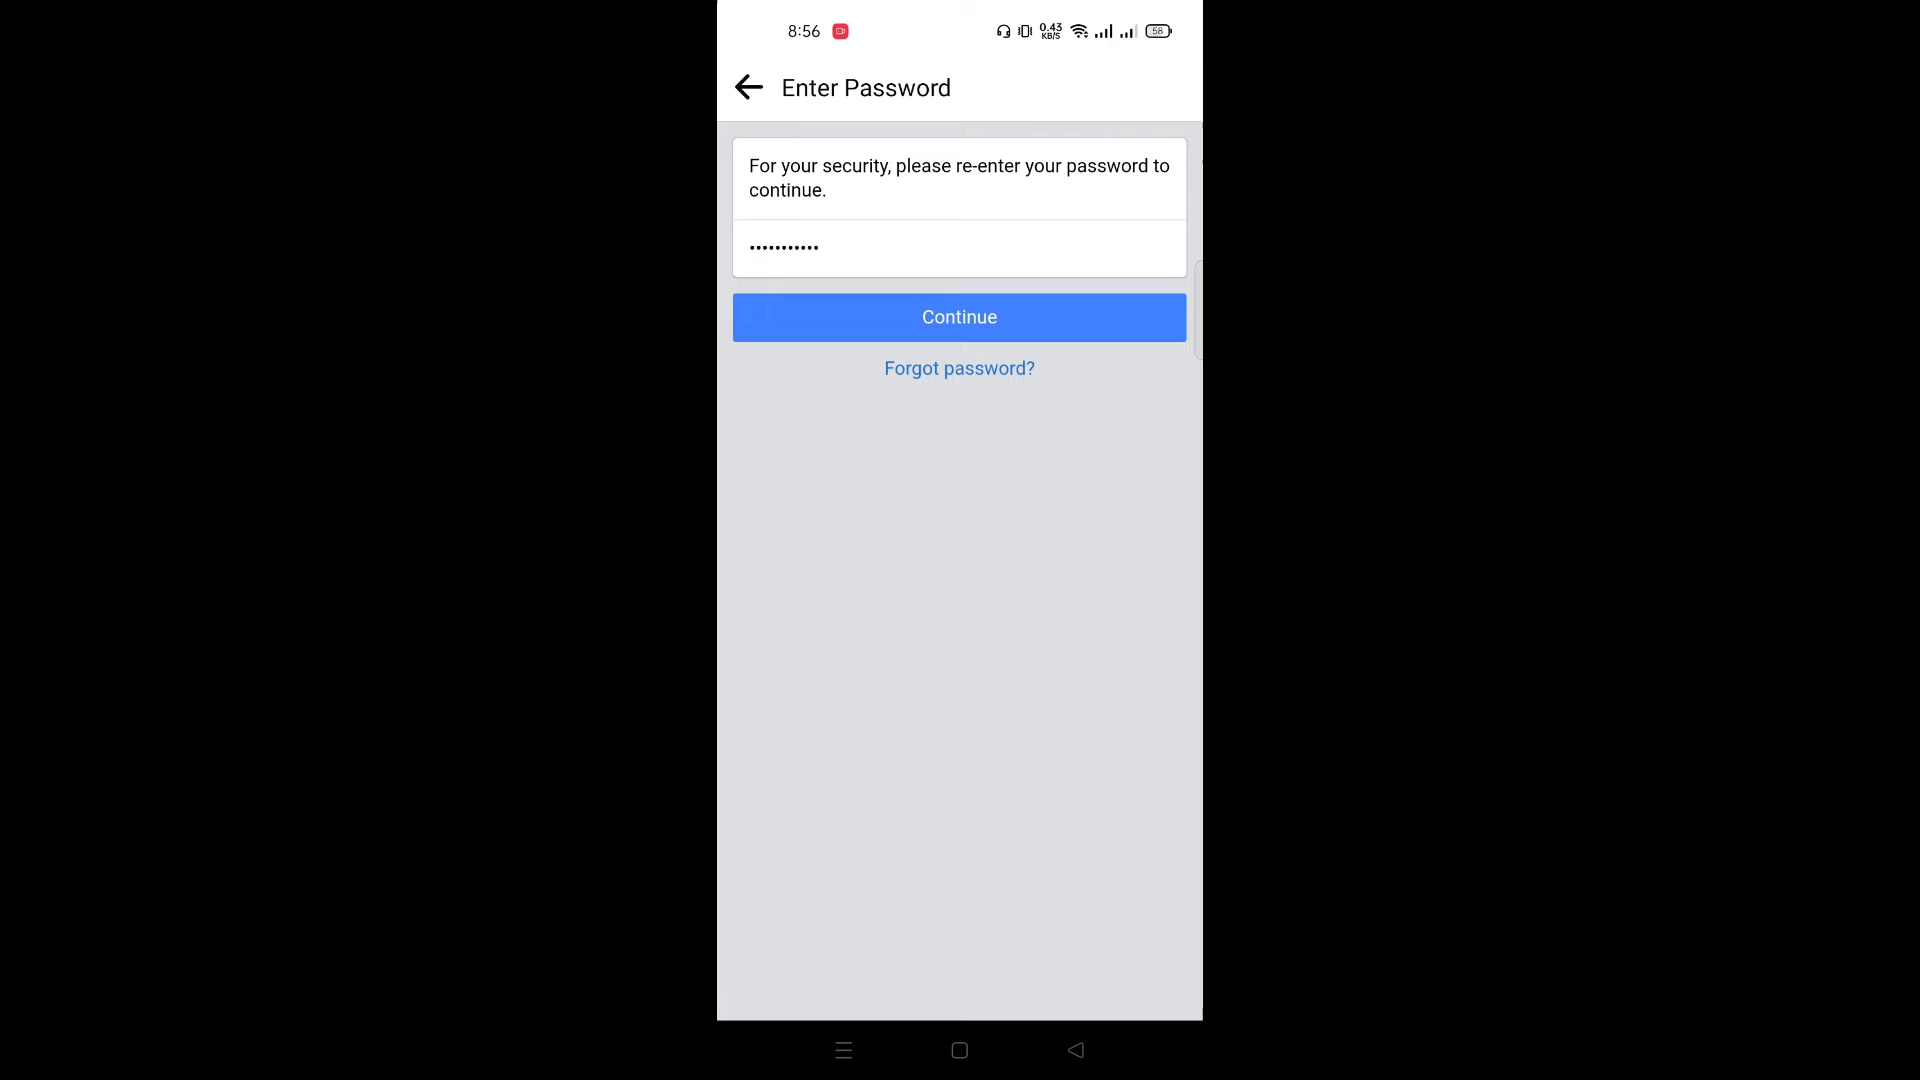 8:56
0.43
KB/S
58
Enter Password
For your security, please re-enter your password to
continue.
•••••••••••
Continue
Forgot password?